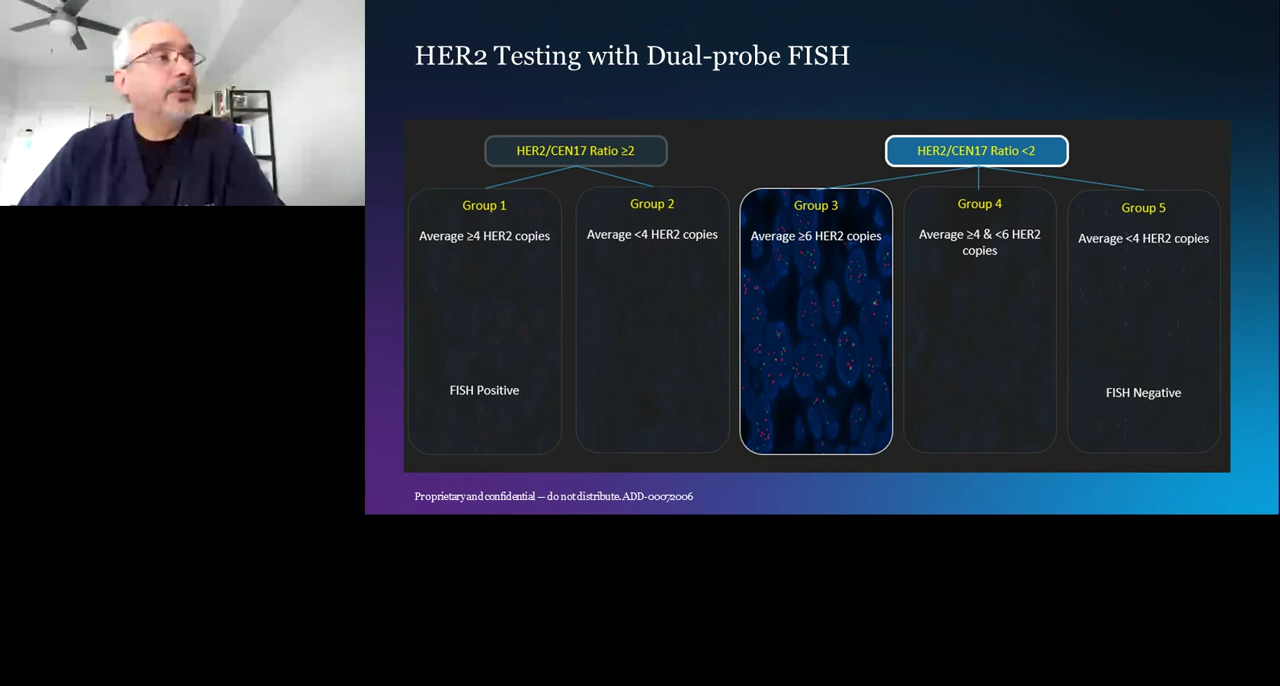 HER2 Testing with Dual-probe FISH
HER2/CEN17 Ratio ≥2
HER2/CEN17 Ratio <2
Group 1
Average ≥4 HER2 copies
FISH Positive
Group 2
Average <4 HER2 copies
Group 3
Average ≥6 HER2 copies
Group 4
Average ≥4 & <6 HER2
copies
Group 5
Average <4 HER2 copies
FISH Negative
Proprietary and confidential — do not distribute. ADD-00072006